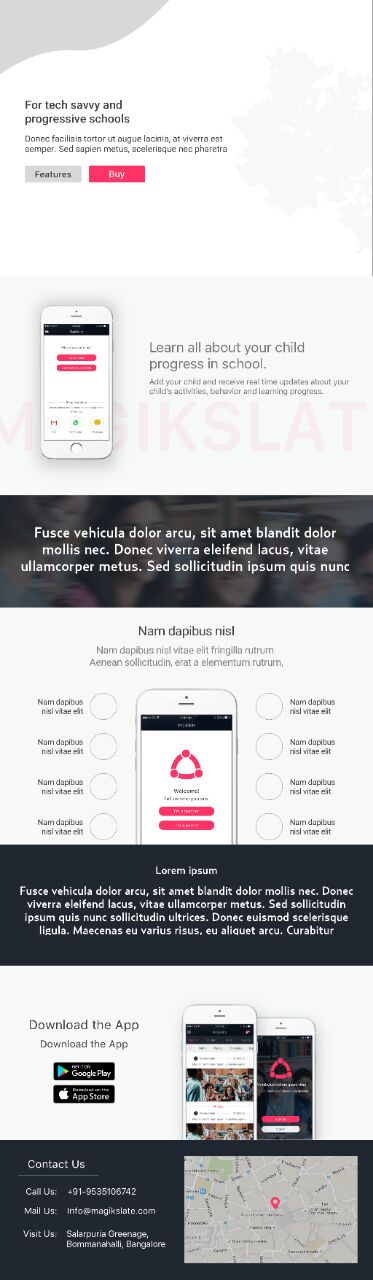 For tech savvy and
progressive schools
Donec facilisis tortor ut augue lacinia, at viverra est
semper. Sed sapien metus, scelerisque nec pharetra
Features
Buy
Learn all about your child
progress in school.
Add your child and receive real time updates about your
child's activities, behavior and learning progress.
MAGIKSLAT
Fusce vehicula dolor arcu, sit amet blandit dolor
mollis nec. Donec viverra eleifend lacus, vitae
ullamcorper metus. Sed sollicitudin ipsum quis nunc
Nam dapibus nisl
Nam dapibus nisl vitae elit fringilla rutrum.
Aenean sollicitudin, erat a elementum rutrum,
Nam dapibus
nisl vitae elit
Nam dapibus
nisl vitae elit
Nam dapibus
nisl vitae elit
Nam dapibus
nisl vitae elit
Welcome!
Tell us who you are
I'm a teacher
I'm a parent
Nam dapibus
nisl vitae elit
Nam dapibus
nisl vitae elit
Nam dapibus
nisl vitae elit
Nam dapibus
nisl vitae elit
Lorem ipsum
Fusce vehicula dolor arcu, sit amet blandit dolor mollis nec. Donec
viverra eleifend lacus, vitae ullamcorper metus. Sed sollicitudin
ipsum quis nunc sollicitudin ultrices. Donec euismod scelerisque
ligula. Maecenas eu varius risus, eu aliquet arcu. Curabitur
Download the App
Download the App
GET IT ON
Google Play
Download on the
App Store
Contact Us
Call Us: +91-9535106742
Mail Us: Info@magikslate.com
Visit Us: Salarpuria Greenage,
Bommanahalli, Bangalore